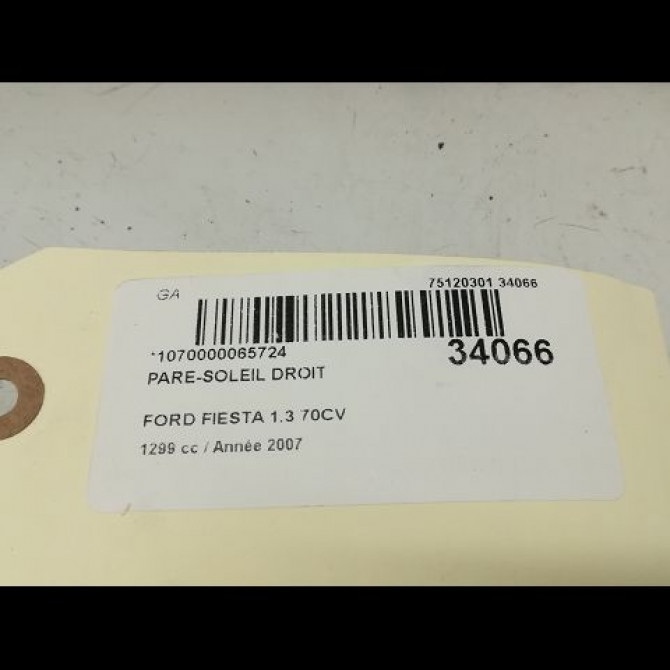 GA
75120301 34066
*1070000065724
34066
PARE-SOLEIL DROIT
FORD FIESTA 1.3 70CV
1299 cc / Année 2007